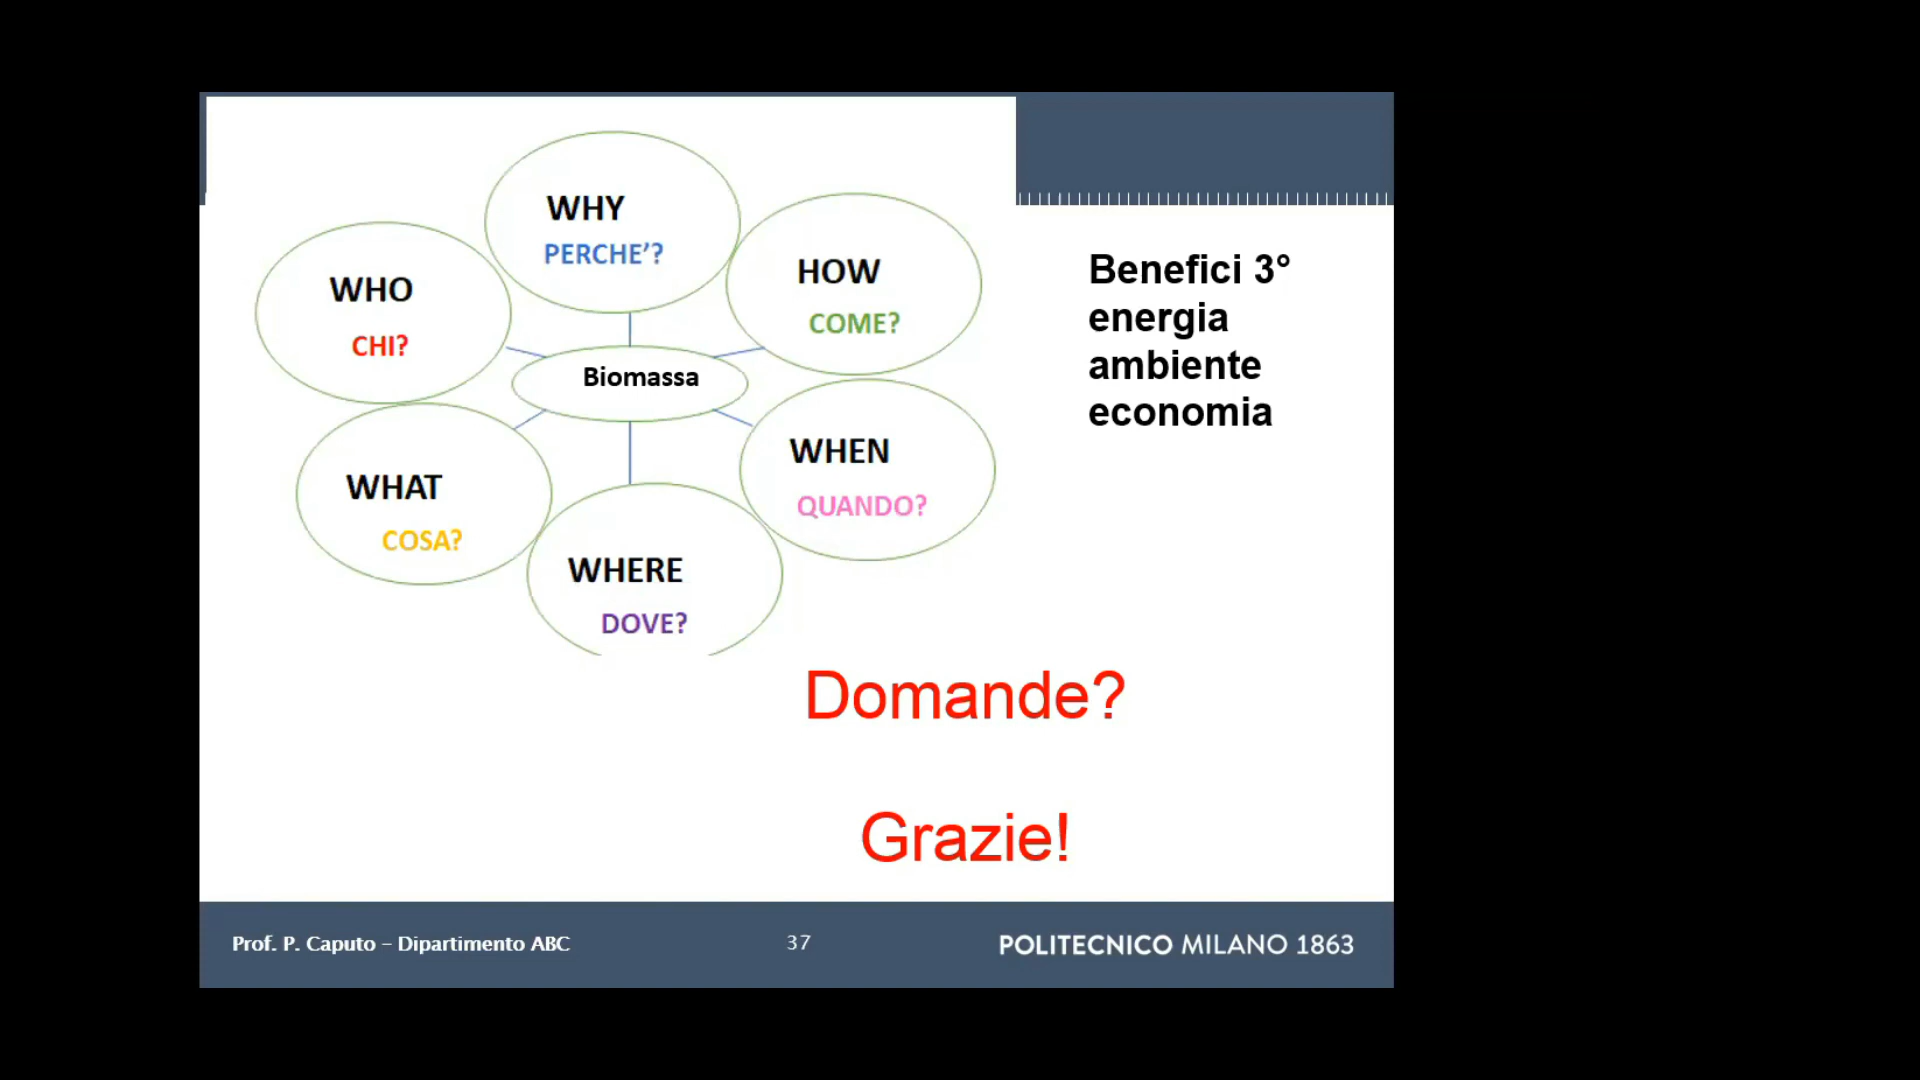 WHY
PERCHE’?
HOW
COME?
WHO
CHI?
Biomassa
WHEN
QUANDO?
WHAT
COSA?
WHERE
DOVE?
Benefici 3°
energia
ambiente
economia
Domande?
Grazie!
Prof. P. Caputo – Dipartimento ABC
37
POLITECNICO MILANO 1863